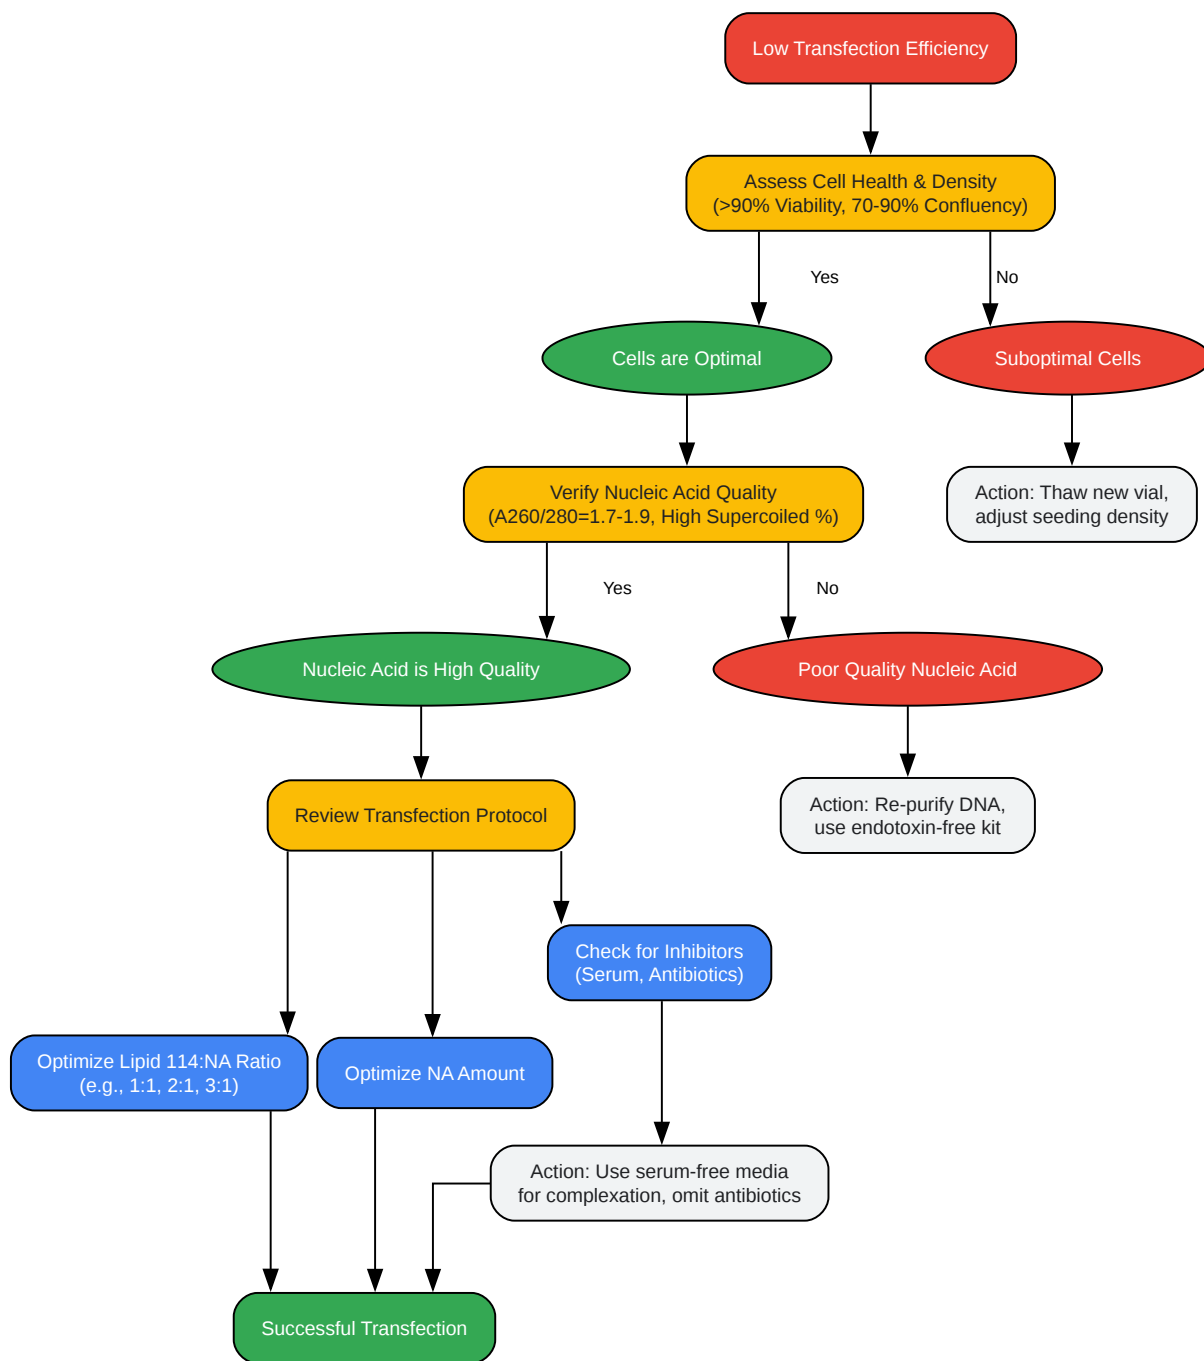 Low Transfection Efficiency
Assess Cell Health & Density
(>90% Viability, 70-90% Confluency)
Yes
No
Cells are Optimal
Suboptimal Cells
Verify Nucleic Acid Quality
(A260/280=1.7-1.9, High Supercoiled %)
Action: Thaw new vial,
adjust seeding density
Yes
No
Nucleic Acid is High Quality
Poor Quality Nucleic Acid
Review Transfection Protocol
Action: Re-purify DNA,
use endotoxin-free kit
Check for Inhibitors
(Serum, Antibiotics)
Optimize Lipid 114:NA Ratio
(e.g., 1:1, 2:1, 3:1)
Optimize NA Amount
Action: Use serum-free media
for complexation, omit antibiotics
Successful Transfection